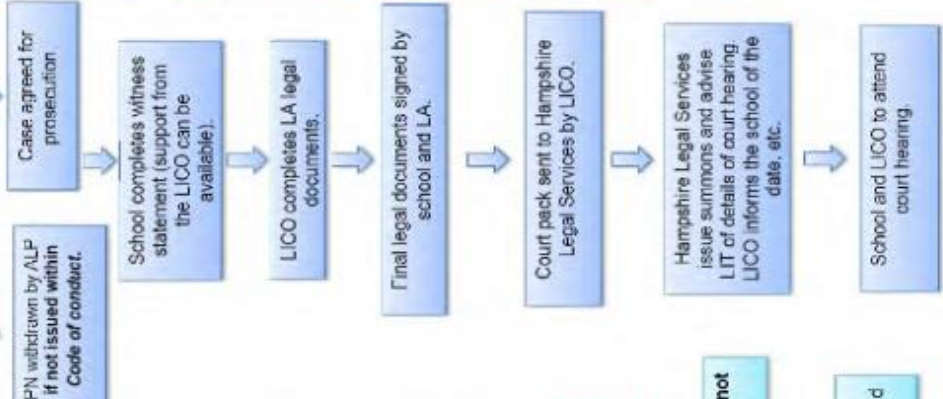 PN withdrawn by ALP
if not issued within
Code of conduct.
Case agreed for
prosecution
School completes witness
statement (support from
the LICO can be
available).
LICO completes LA legal
documents.
Final legal documents signed by
school and LA.
Court pack sent to Hampshire
Legal Services by LICO.
Hampshire Legal Services
issue summons and advise
LIT of details of court hearing.
LICO informs the school of the
date, etc.
School and LICO to attend
court hearing.
not
d